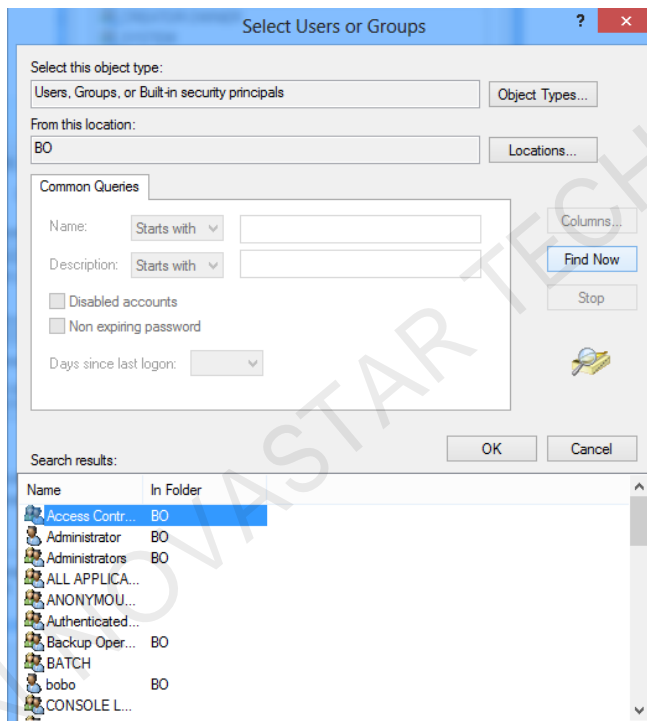 Select Users or Groups
?
Select this object type:
Users, Groups, or Built-in security principals
Object Types...
From this location:
BO
Locations...
Common Queries
Name:
Starts with
Columns...
Description:
Starts with
Find Now
Disabled accounts
Stop
Non expiring password
Days since last logon:
OK
Cancel
Search results:
Name In Folder
Access Contr... BO
Administrator BO
Administrators BO
ALL APPLICA...
ANONYMOU...
Authenticated...
Backup Oper... BO
BATCH
bobo BO
CONSOLE L...
NOVASTAR TECH